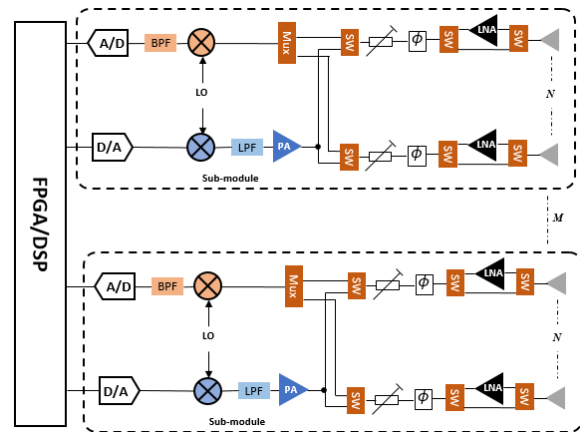 FPGA/DSP
A/D
BPF
Mux
SW
ϕ
SW
LNA
SW
LO
N
D/A
LPF
PA
SW
ϕ
SW
LNA
SW
Sub-module
M
A/D
BPF
Mux
SW
ϕ
SW
LNA
SW
LO
N
D/A
LPF
PA
SW
ϕ
SW
LNA
SW
Sub-module